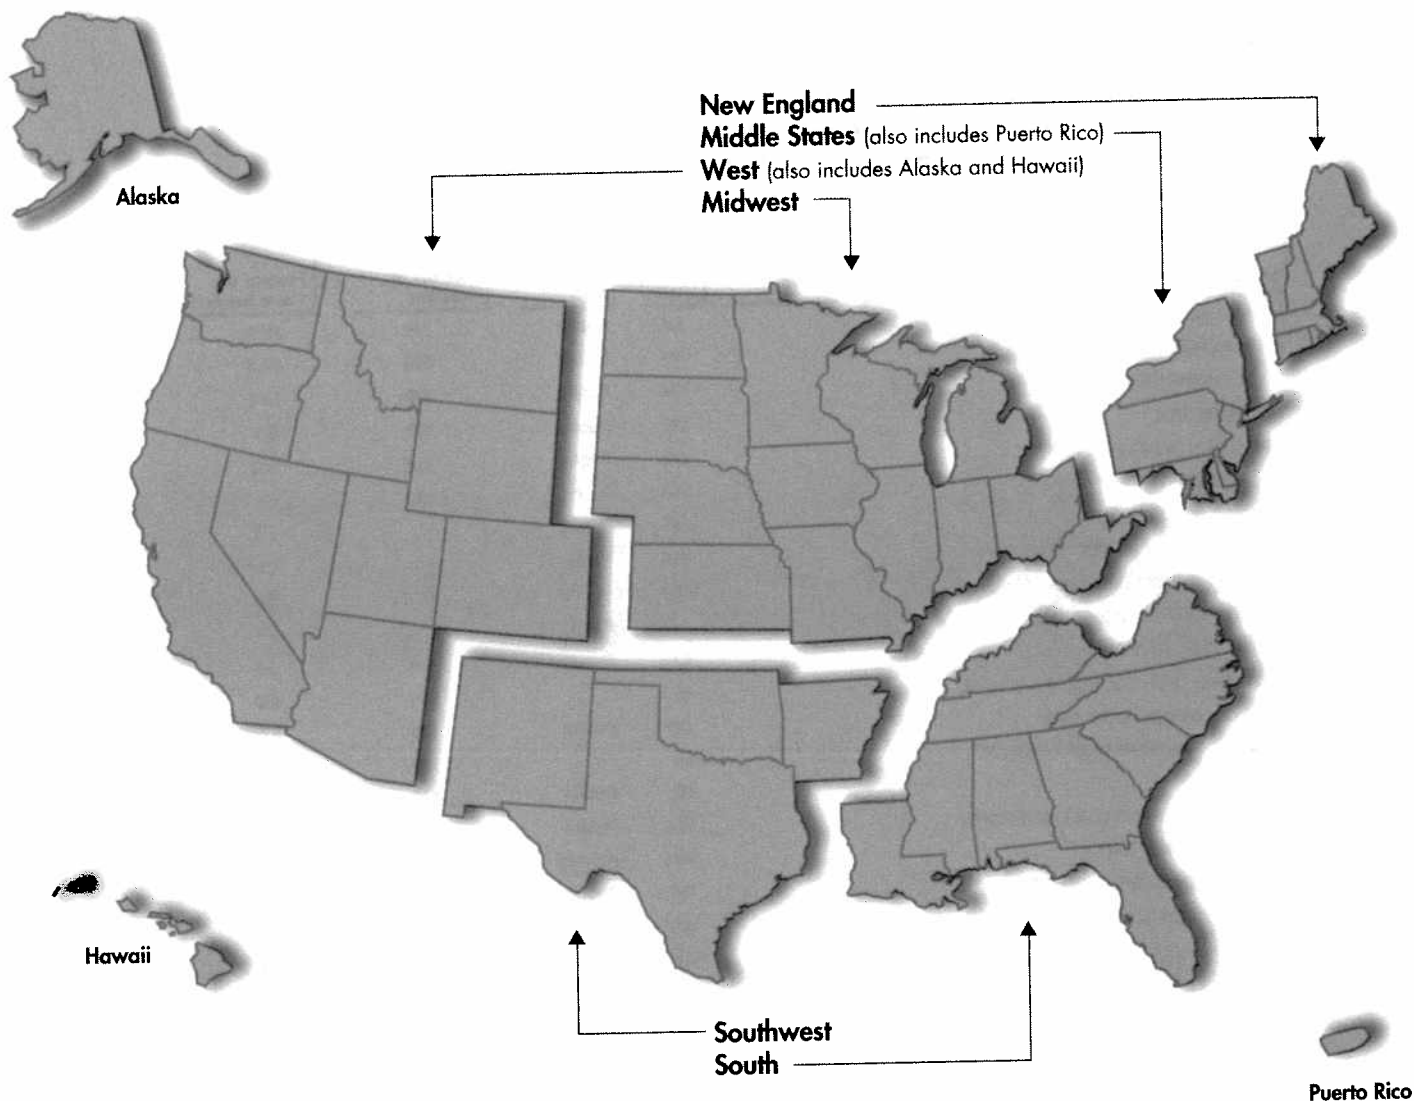 New England
Middle States (also includes Puerto Rico)
West (also includes Alaska and Hawaii)
Midwest
Alaska
Hawaii
Southwest
South
Puerto Rico